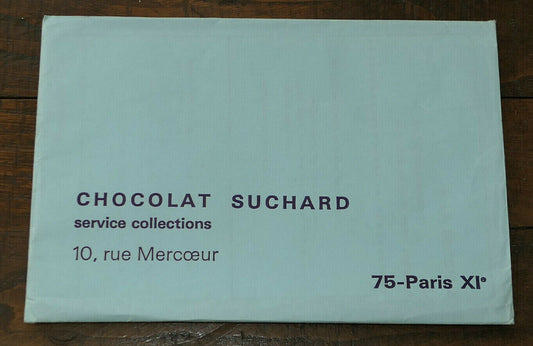 CHOCOLAT SUCHARD
service collections
10, rue Mercœur
75-Paris XIᵉ